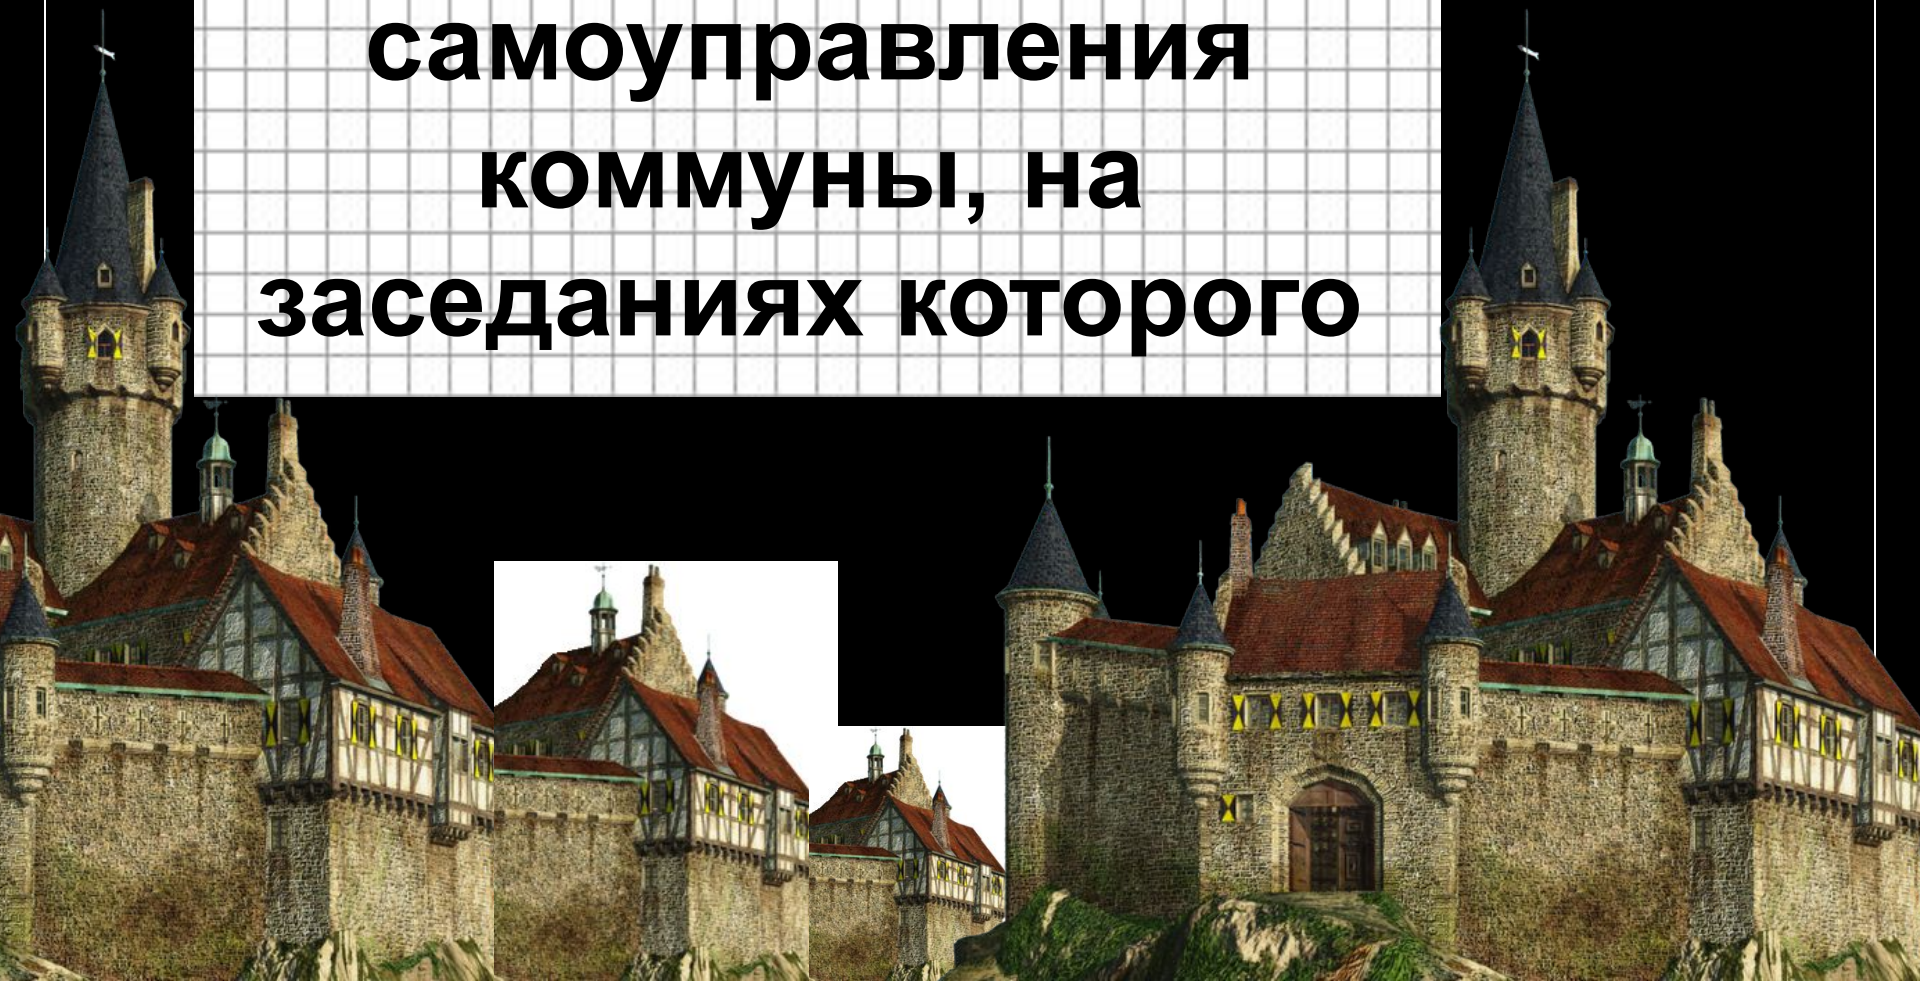 самоуправления
коммуны, на
заседаниях которого